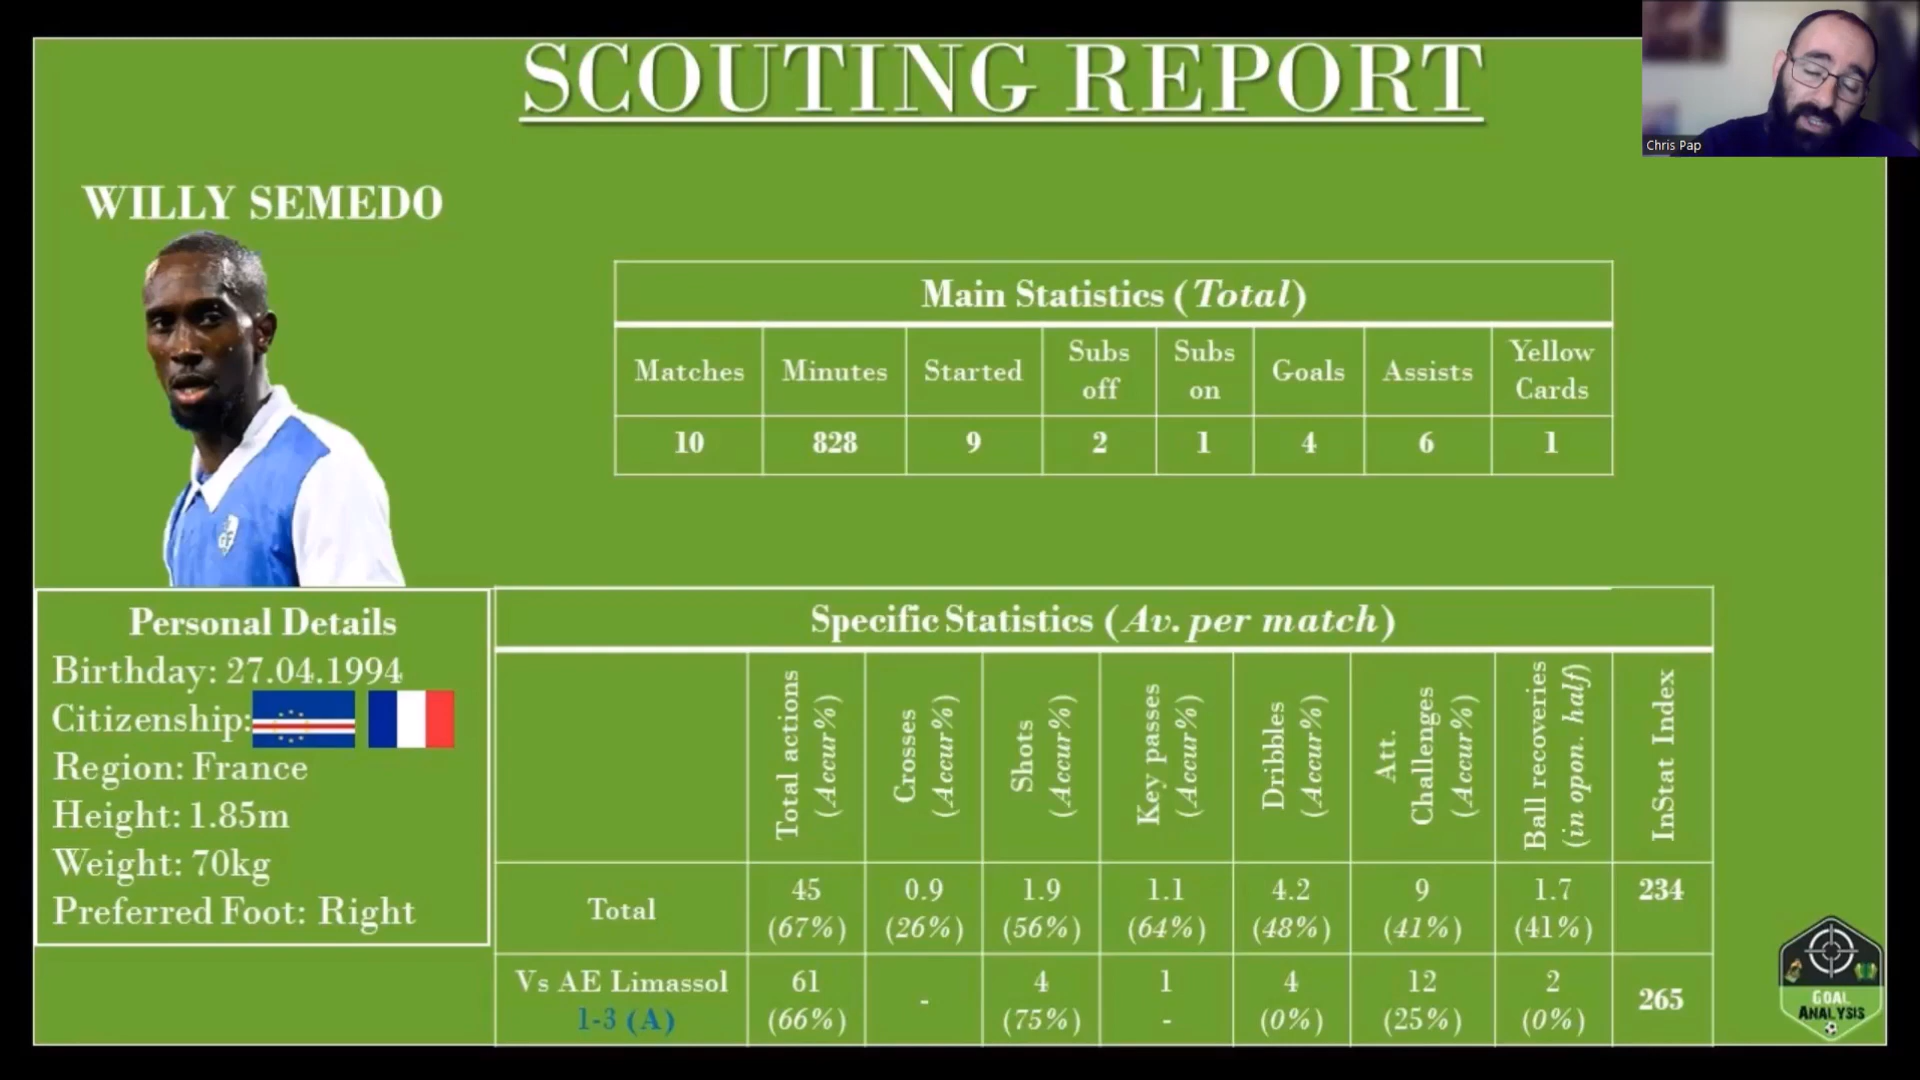 SCOUTING REPORT
Chris Pap
WILLY SEMEDO
Main Statistics (Total)
Matches Minutes Started Subs off Subs on Goals Assists Yellow Cards
10 828 9 2 1 4 6 1
Personal Details
Birthday: 27.04.1994
Citizenship:
Region: France
Height: 1.85m
Weight: 70kg
Preferred Foot: Right
Specific Statistics (Av. per match)
Total actions (Accur%) Crosses (Accur%) Shots (Accur%) Key passes (Accur%) Dribbles (Accur%) Att. Challenges (Accur%) Ball recoveries (in opon. half) InStat Index
Total 45 (67%) 0.9 (26%) 1.9 (56%) 1.1 (64%) 4.2 (48%) 9 (41%) 1.7 (41%) 234
Vs AE Limassol 1-3 (A) 61 (66%) - 4 (75%) 1 - 4 (0%) 12 (25%) 2 (0%) 265
GOAL
ANALYSIS